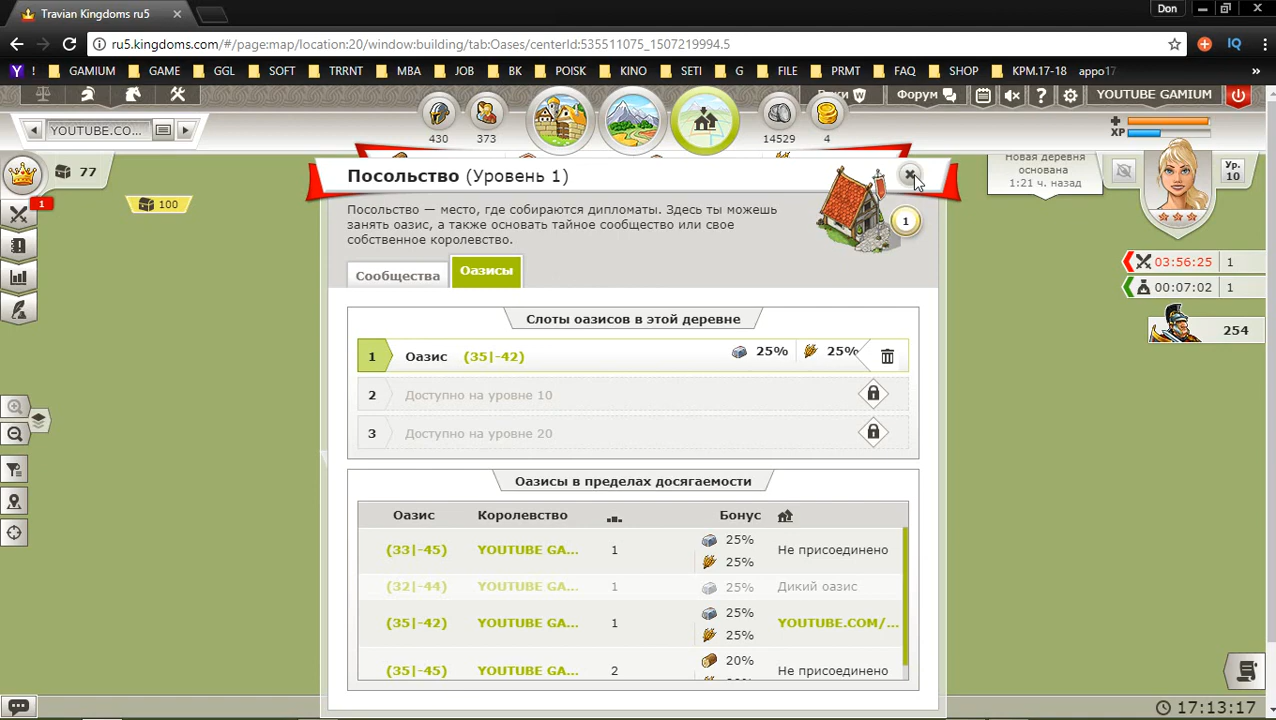 Travian Kingdoms ru5
Don
ru5.kingdoms.com/#/page:map/location:20/window:building/tab:Oases/centerId:535511075_1507219994.5
! GAMIUM GAME GGL SOFT TRRNT MBA JOB BK POISK KINO SETI G FILE PRMT FAQ SHOP KPM.17-18 appo17 »
Форум YOUTUBE GAMIUM
YOUTUBE.CO...
430 373 14529 4
XP
77
100
1
Новая деревня
основана
1:21 ч. назад
Ур.
10
Посольство (Уровень 1)
1
Посольство — место, где собираются дипломаты. Здесь ты можешь
занять оазис, а также основать тайное сообщество или свое
собственное королевство.
Сообщества Оазисы
03:56:25 1
00:07:02 1
254
Слоты оазисов в этой деревне
1 Оазис (35|-42) 25% 25%
2 Доступно на уровне 10
3 Доступно на уровне 20
Оазисы в пределах досягаемости
Оазис Королевство Бонус
(33|-45) YOUTUBE GA... 1 25% 25% Не присоединено
(32|-44) YOUTUBE GA... 1 25% Дикий оазис
(35|-42) YOUTUBE GA... 1 25% 25% YOUTUBE.COM/...
(35|-45) YOUTUBE GA... 2 20% Не присоединено
17:13:17